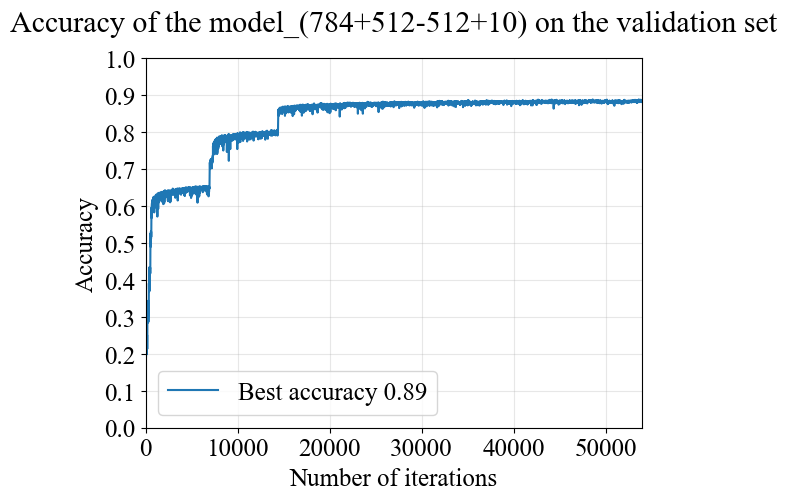 Accuracy of the model_(784+512-512+10) on the validation set
1.0
0.9
0.8
0.7
0.6
0.5
0.4
0.3
0.2
0.1
0.0
Accuracy
Best accuracy 0.89
0 10000 20000 30000 40000 50000
Number of iterations